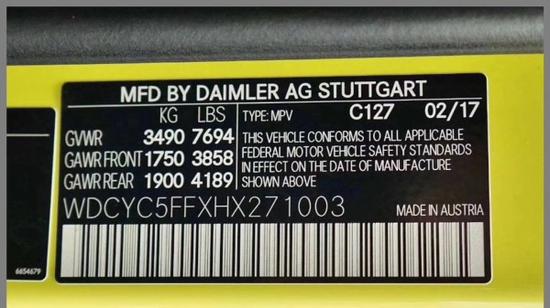 MFD BY DAIMLER AG STUTTGART
KG LBS TYPE: MPV C127 02/17
GVWR 3490 7694 THIS VEHICLE CONFORMS TO ALL APPLICABLE
GAWR FRONT 1750 3858 FEDERAL MOTOR VEHICLE SAFETY STANDARDS
GAWR REAR 1900 4189 IN EFFECT ON THE DATE OF MANUFACTURE
SHOWN ABOVE
WDCYC5FFXHX271003 MADE IN AUSTRIA
6654679